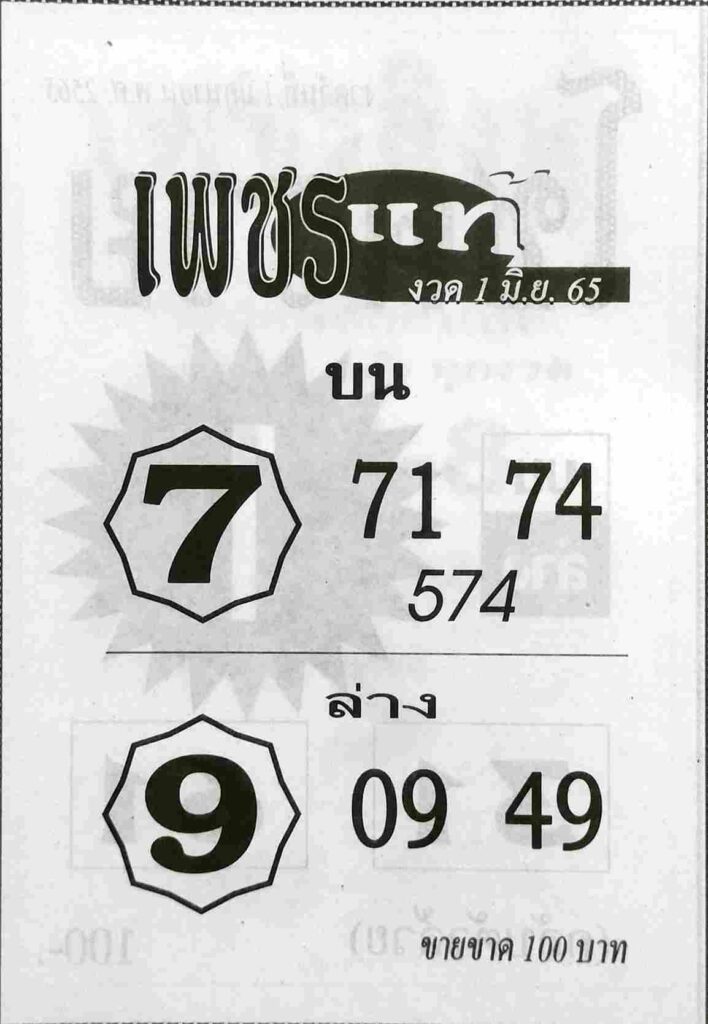 เพชรแท้
งวด 1 มิ.ย. 65
บน
7 71 74
574
ล่าง
9 09 49
ขายขาด 100 บาท